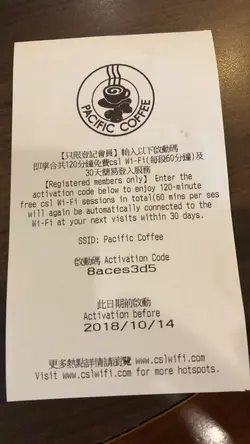 PACIFIC COFFEE
【只限登記會員】輸入以下啟動碼
即享合共120分鐘免費csl Wi-Fi(每段60分鐘)及
30天簡易登入服務
【Registered members only】 Enter the
activation code below to enjoy 120-minute
free csl Wi-Fi sessions in total(60 mins per ses
will again be automatically connected to the
Wi-Fi at your next visits within 30 days.
SSID: Pacific Coffee
啟動碼 Activation Code
8aces3d5
此日期前啟動
Activation before
2018/10/14
更多熱點詳情請瀏覽 www.cslwifi.com
Visit www.cslwifi.com for more hotspots.